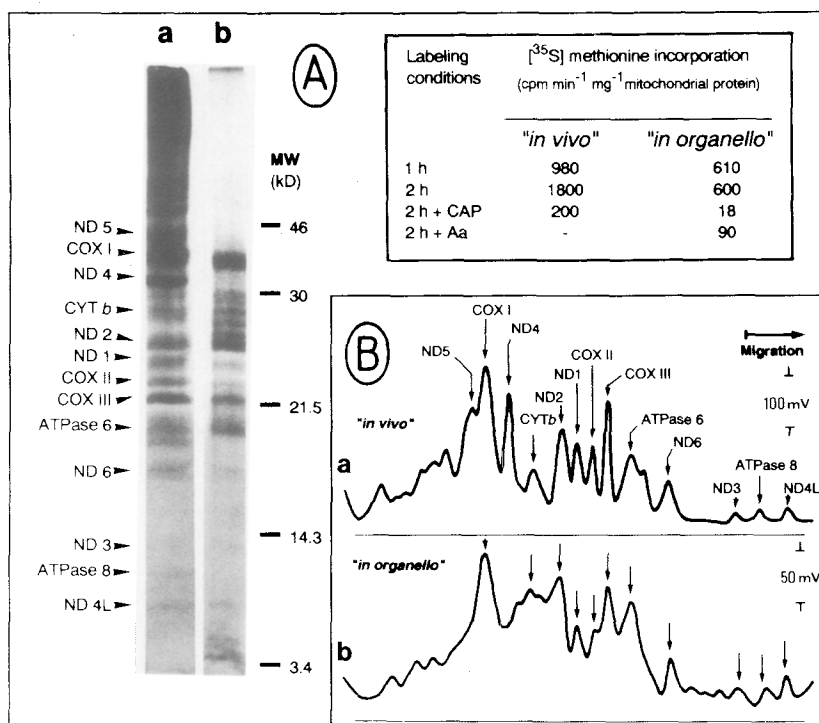 a b
A
MW
(kD)
ND 5
COX I
ND 4
CYT b
ND 2
ND 1
COX II
COX III
ATPase 6
ND 6
ND 3
ATPase 8
ND 4L
46
30
21.5
14.3
3.4
Labeling conditions [³⁵S] methionine incorporation
(cpm min⁻¹ mg⁻¹ mitochondrial protein)
"in vivo" "in organello"
1 h 980 610
2 h 1800 600
2 h + CAP 200 18
2 h + Aa - 90
B
COX I
ND5
ND4
CYTb
ND2
ND1
COX II
COX III
ATPase 6
ND6
ND3
ATPase 8
ND4L
Migration
100 mV
"in vivo"
a
"in organello"
50 mV
b